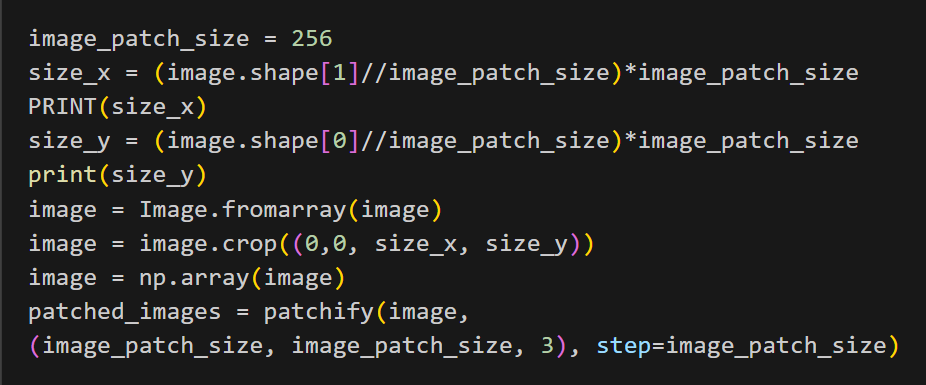 image_patch_size = 256
size_x = (image.shape[1]//image_patch_size)*image_patch_size
PRINT(size_x)
size_y = (image.shape[0]//image_patch_size)*image_patch_size
print(size_y)
image = Image.fromarray(image)
image = image.crop((0,0, size_x, size_y))
image = np.array(image)
patched_images = patchify(image,
(image_patch_size, image_patch_size, 3), step=image_patch_size)